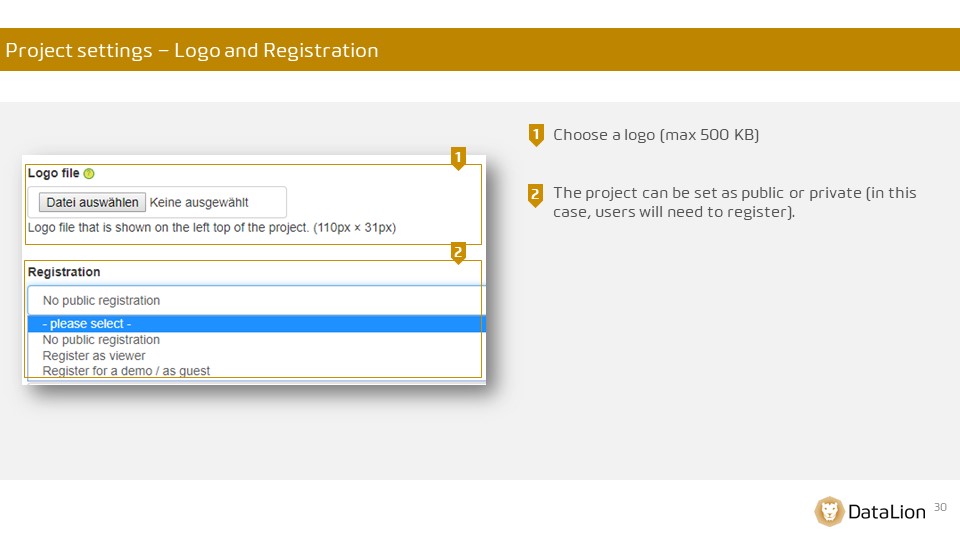 Project settings – Logo and Registration
1 Choose a logo (max 500 KB)
2 The project can be set as public or private (in this
case, users will need to register).
1
Logo file ?
Datei auswählen Keine ausgewählt
Logo file that is shown on the left top of the project. (110px × 31px)
2
Registration
No public registration
- please select -
No public registration
Register as viewer
Register for a demo / as guest
DataLion 30